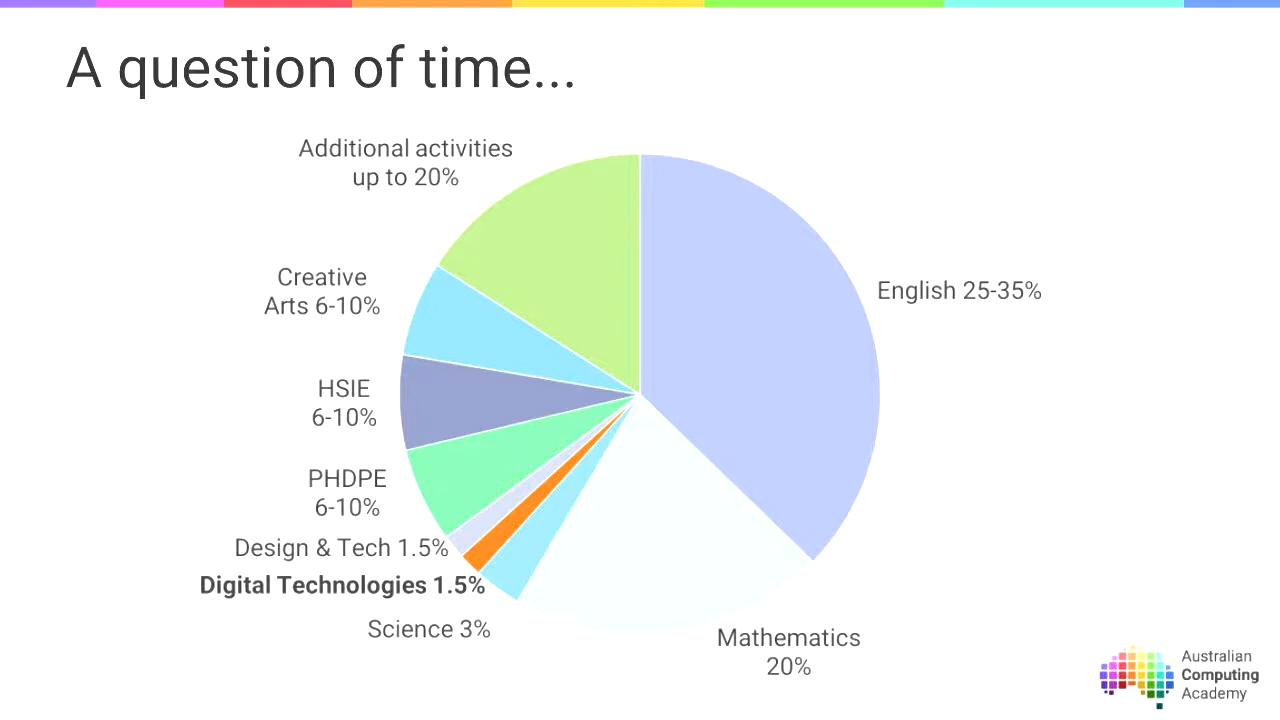 A question of time...
Additional activities
up to 20%
English 25-35%
Creative
Arts 6-10%
HSIE
6-10%
PHDPE
6-10%
Design & Tech 1.5%
Digital Technologies 1.5%
Science 3%
Mathematics
20%
Australian
Computing
Academy